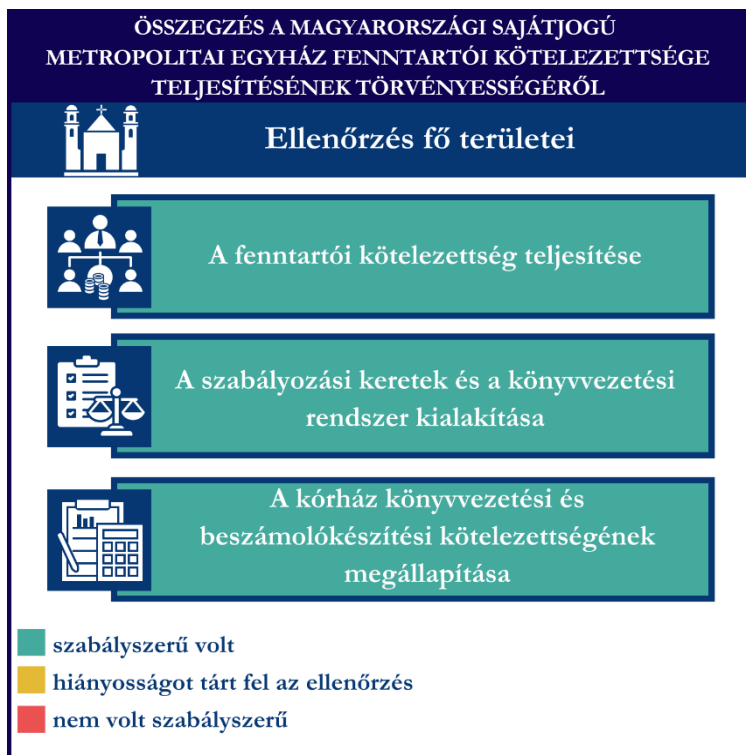 ÖSSZEGZÉS A MAGYARORSZÁGI SAJÁTJOGÚ
METROPOLITAI EGYHÁZ FENNTARTÓI KÖTELEZETTSÉGE
TELJESÍTÉSÉNEK TÖRVÉNYESSÉGÉRŐL
Ellenőrzés fő területei
A fenntartói kötelezettség teljesítése
A szabályozási keretek és a könyvvezetési
rendszer kialakítása
A kórház könyvvezetési és
beszámolókészítési kötelezettségének
megállapítása
szabályszerű volt
hiányosságot tárt fel az ellenőrzés
nem volt szabályszerű